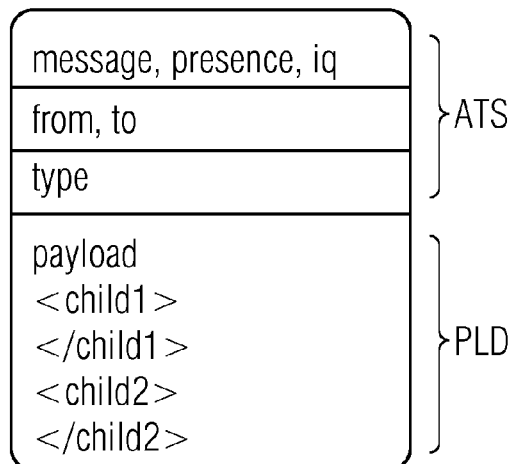 message, presence, iq
from, to
type
ATS
payload
<child1>
</child1>
<child2>
</child2>
PLD